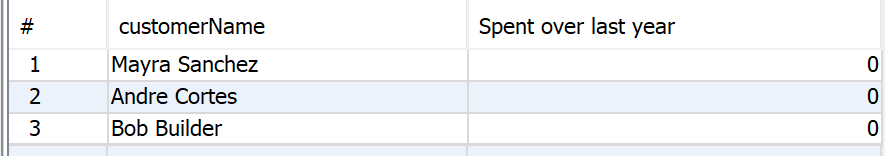 # customerName Spent over last year
1 Mayra Sanchez 0
2 Andre Cortes 0
3 Bob Builder 0